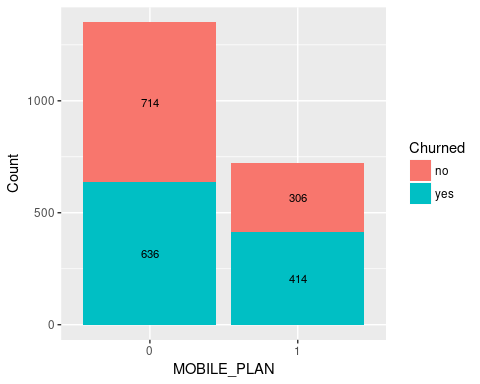 1000
500
0
Count
714
636
306
414
0
1
MOBILE_PLAN
Churned
no
yes